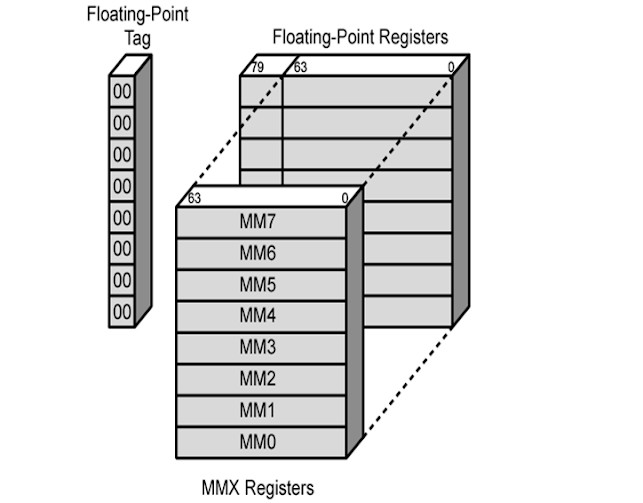 Floating-Point
Tag
Floating-Point Registers
79 63 0
00
00
00
00
00
00
00
00
63 0
MM7
MM6
MM5
MM4
MM3
MM2
MM1
MM0
MMX Registers